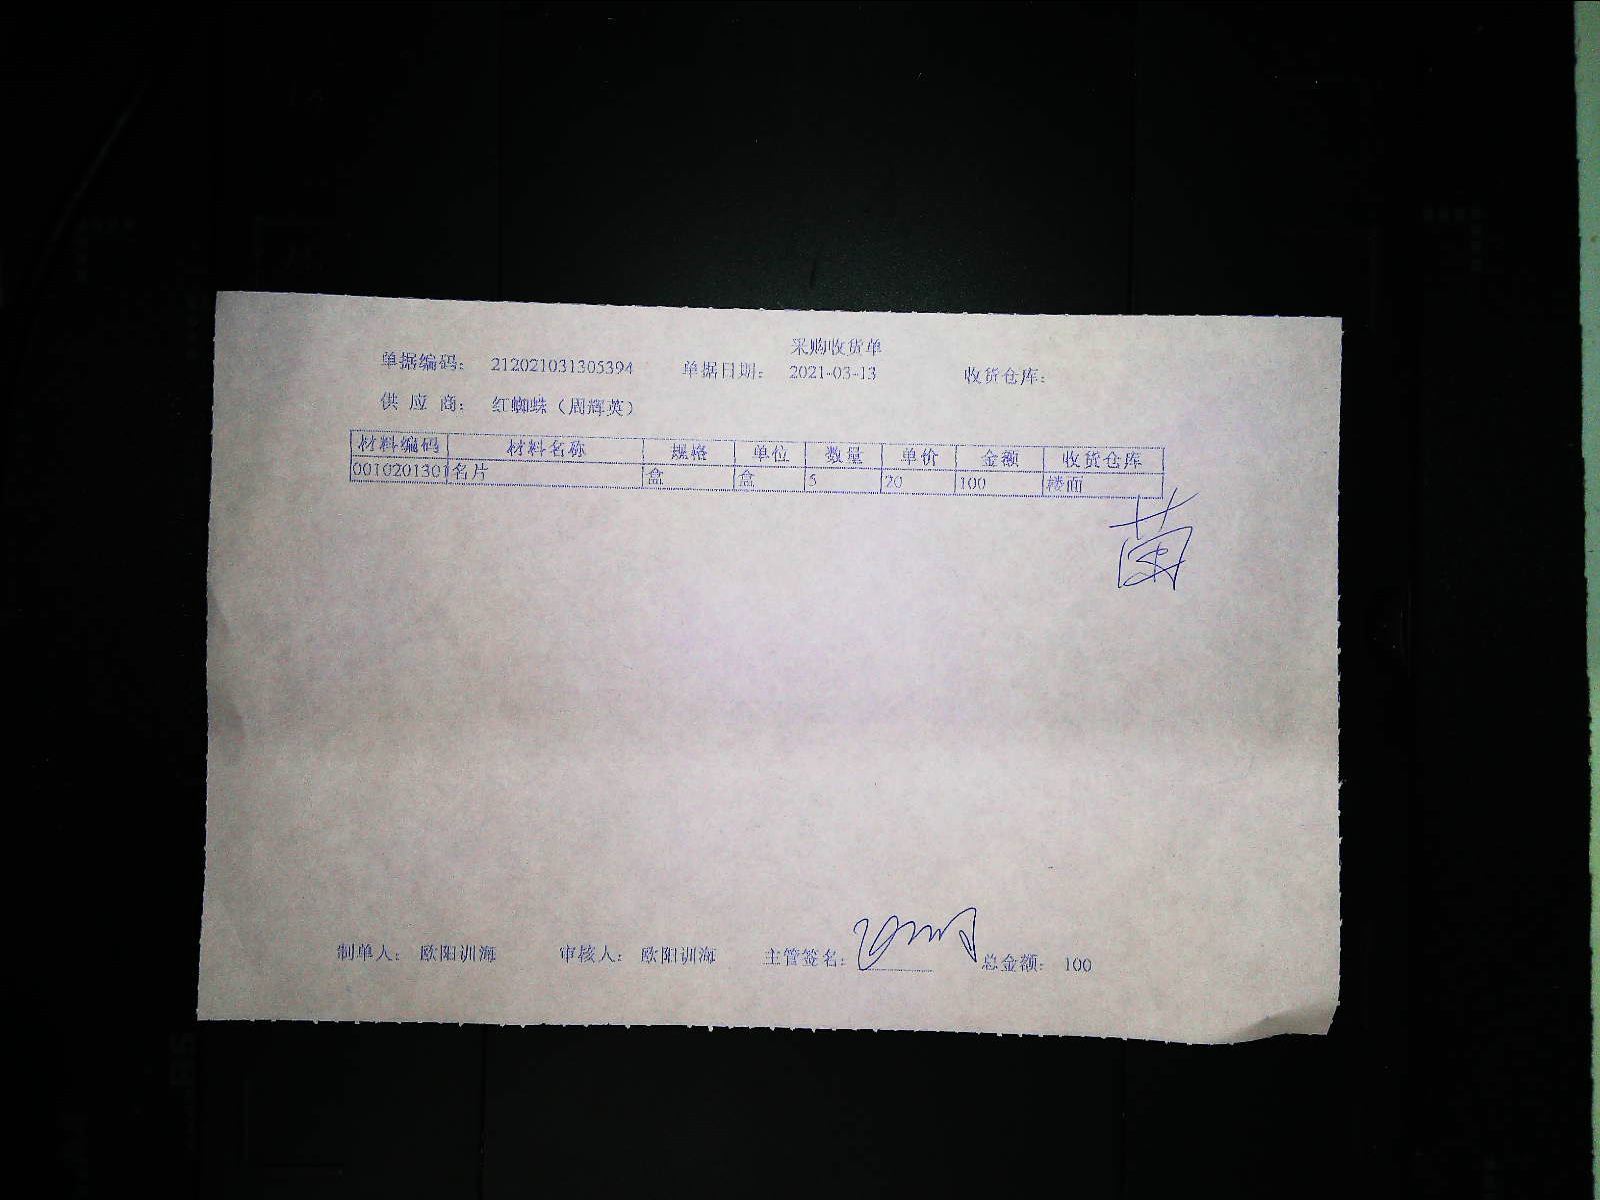 采购收货单
单据编码： 212021031305394 单据日期： 2021-03-13 收货仓库：
供 应 商： 红蜘蛛（周辉英）
材料编码 材料名称 规格 单位 数量 单价 金额 收货仓库
0010201301 名片 盒 盒 5 20 100 楼面
制单人： 欧阳训海 审核人： 欧阳训海 主管签名： 总金额： 100